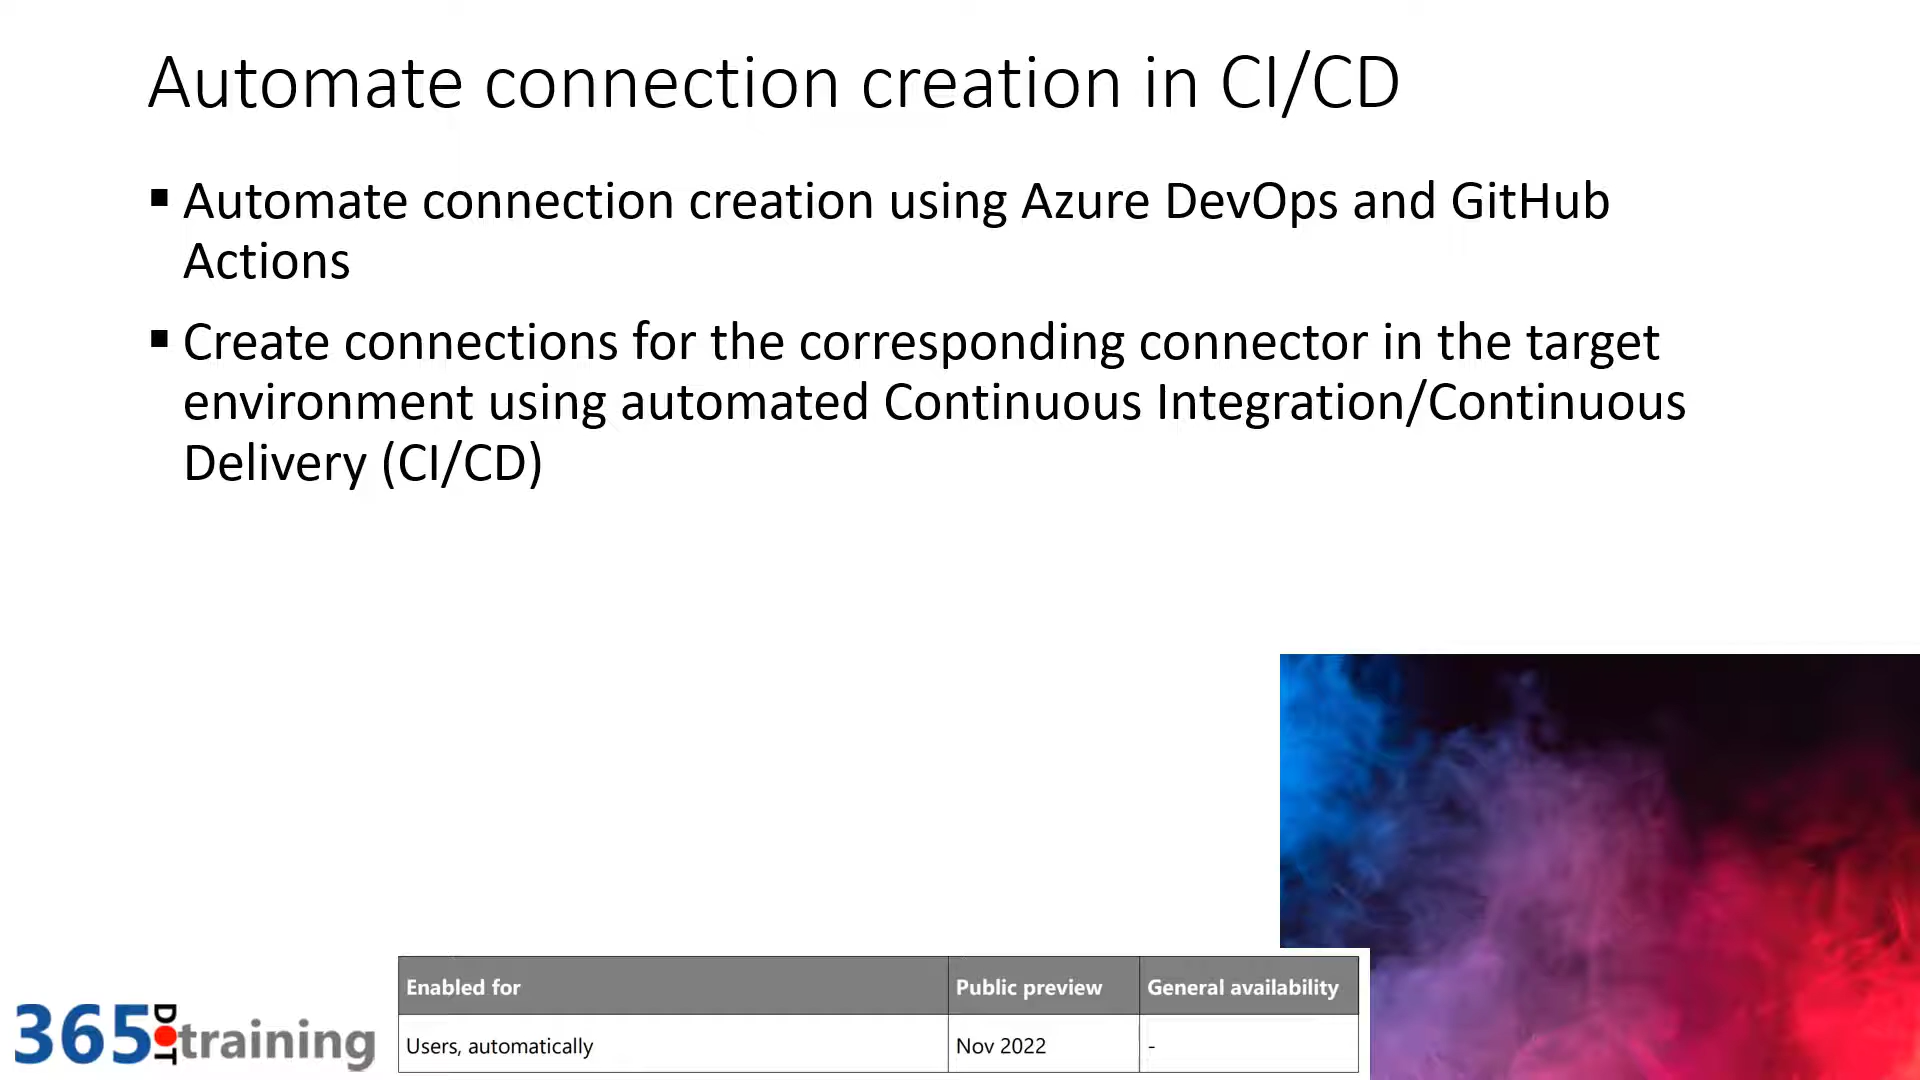 Automate connection creation in CI/CD
▪ Automate connection creation using Azure DevOps and GitHub
Actions
▪ Create connections for the corresponding connector in the target
environment using automated Continuous Integration/Continuous
Delivery (CI/CD)
Enabled for Public preview General availability
Users, automatically Nov 2022 -
365 DOT training